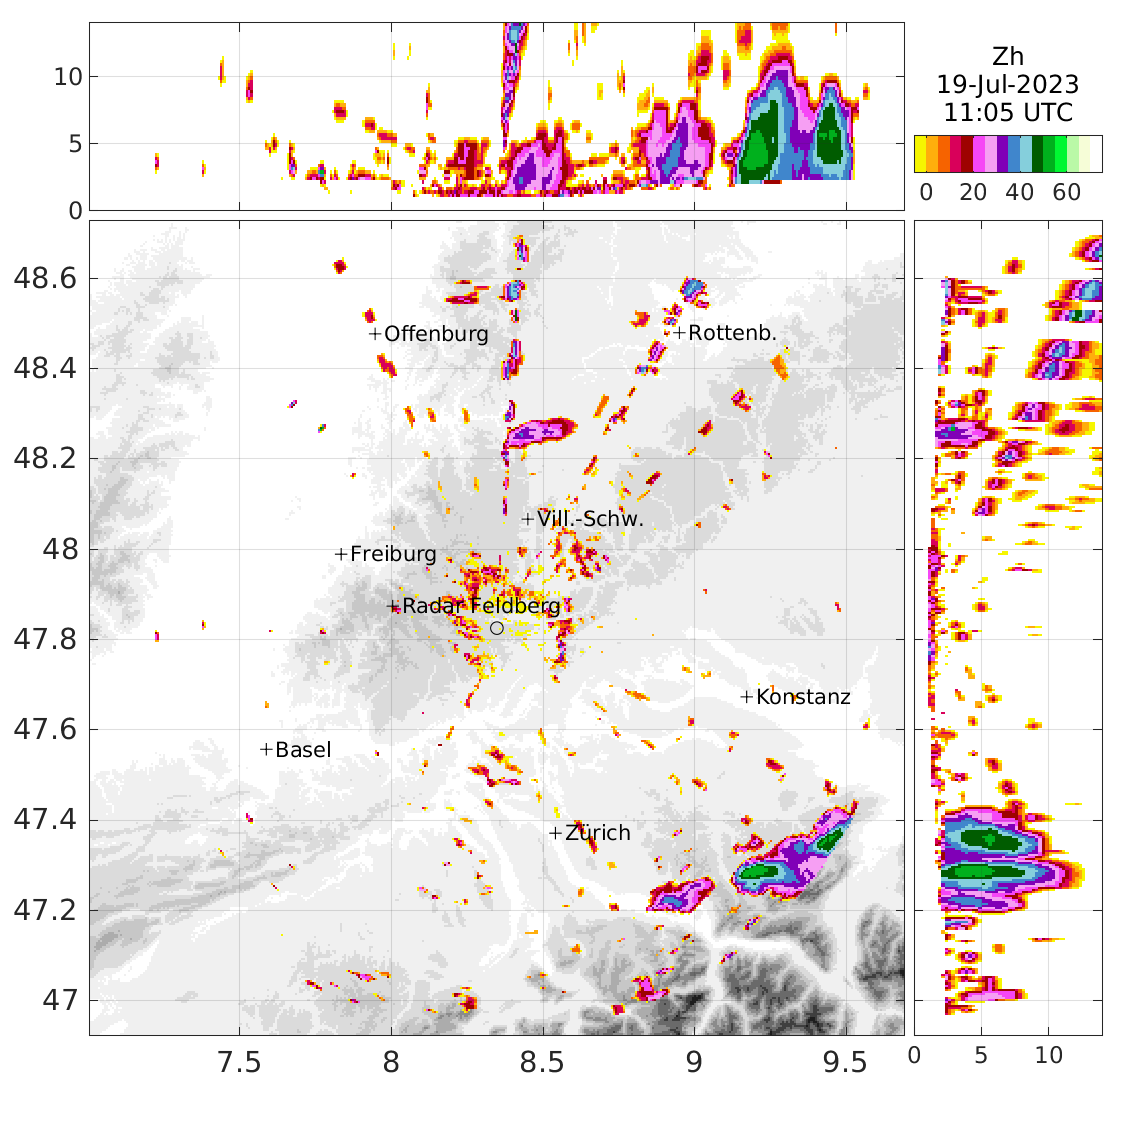 Zh
19-Jul-2023
11:05 UTC
0 20 40 60
10
5
0
48.6
48.4
48.2
48
47.8
47.6
47.4
47.2
47
+Offenburg
+Rottenb.
+Vill.-Schw.
+Freiburg
+Radar Feldberg
+Konstanz
+Basel
+Zürich
7.5 8 8.5 9 9.5
0 5 10